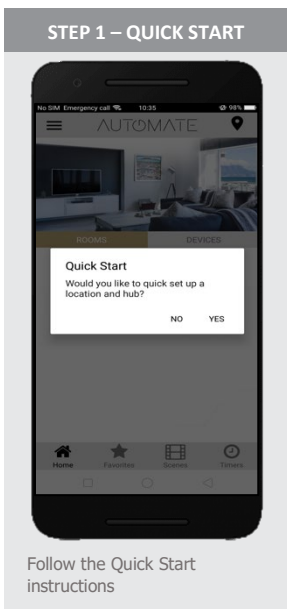 STEP 1 – QUICK START
No SIM Emergency call 10:35 98%
AUTOMATE
ROOMS DEVICES
Quick Start
Would you like to quick set up a
location and hub?
NO YES
Home Favorites Scenes Timers
Follow the Quick Start
instructions